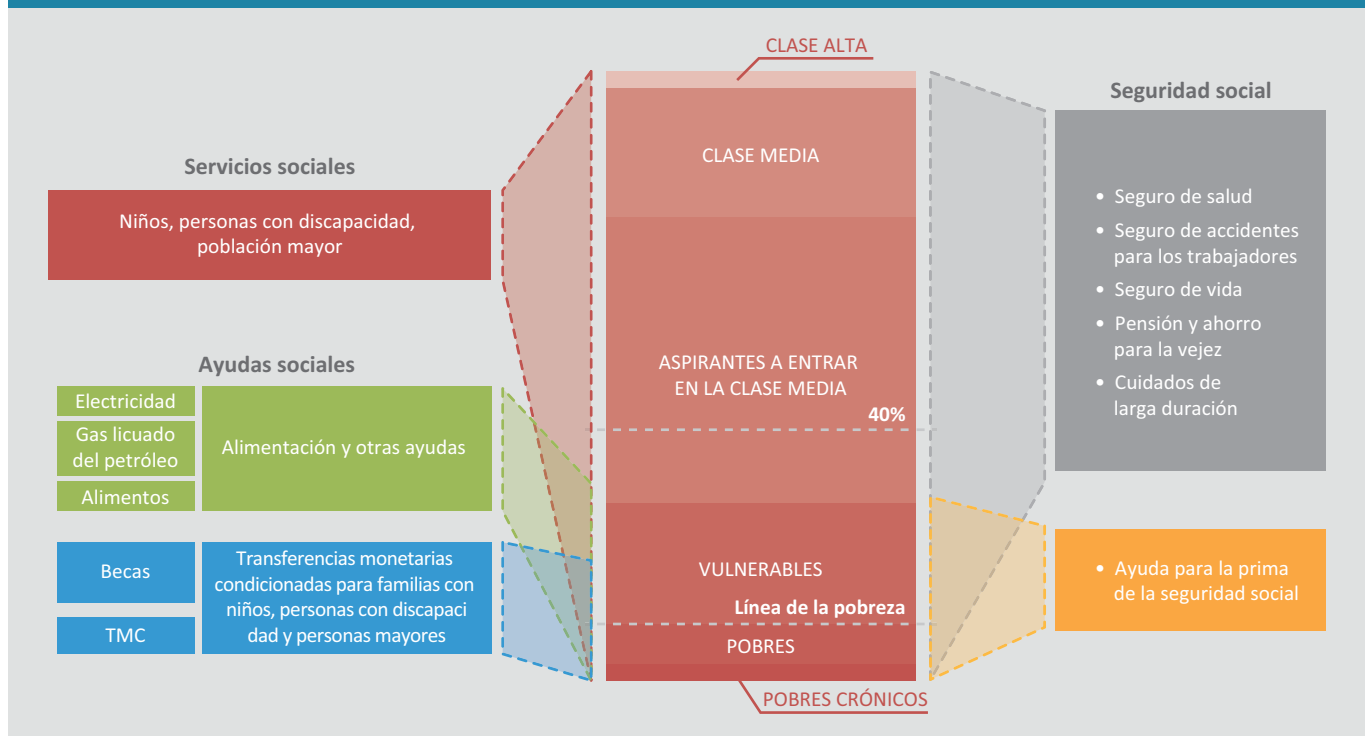 CLASE ALTA
Seguridad social
CLASE MEDIA
Servicios sociales
Niños, personas con discapacidad,
población mayor
• Seguro de salud
• Seguro de accidentes
para los trabajadores
• Seguro de vida
• Pensión y ahorro
para la vejez
• Cuidados de
larga duración
Ayudas sociales
Electricidad
Gas licuado
del petróleo
Alimentos
Alimentación y otras ayudas
ASPIRANTES A ENTRAR
EN LA CLASE MEDIA
40%
Becas
TMC
Transferencias monetarias
condicionadas para familias con
niños, personas con discapaci
dad y personas mayores
VULNERABLES
Línea de la pobreza
POBRES
• Ayuda para la prima
de la seguridad social
POBRES CRÓNICOS